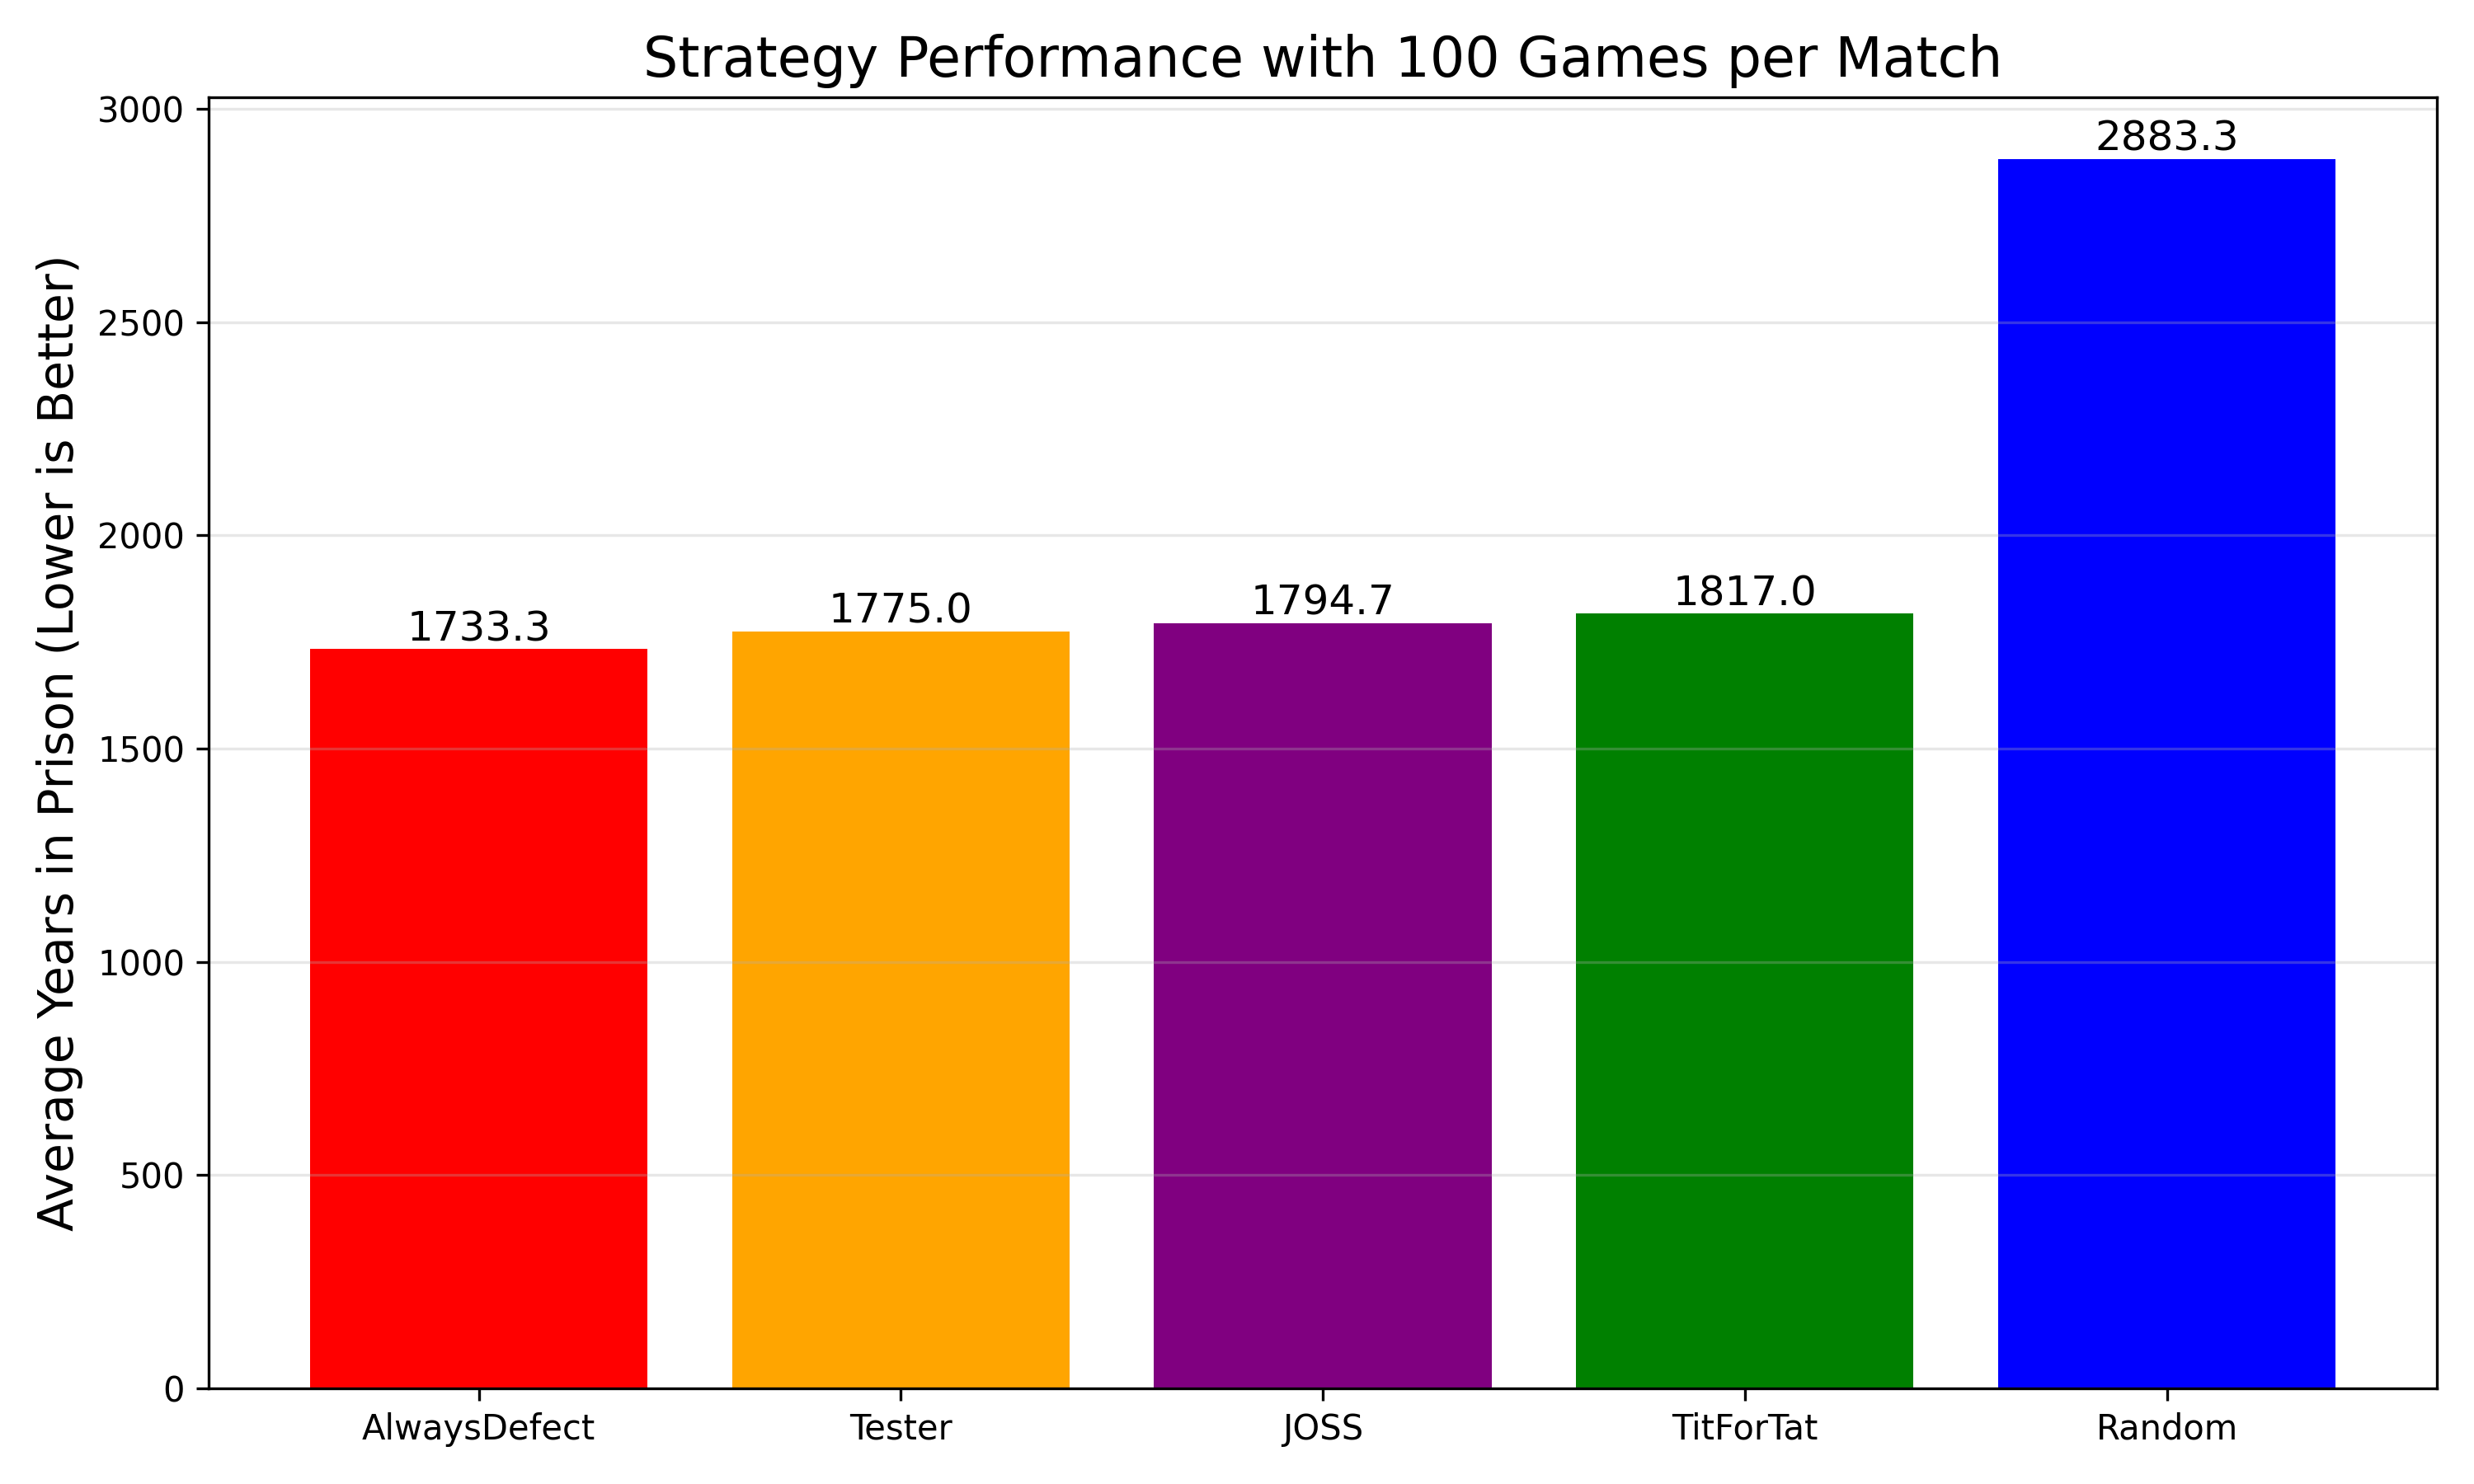 Strategy Performance with 100 Games per Match
Average Years in Prison (Lower is Better)
3000
2500
2000
1500
1000
500
0
1733.3
1775.0
1794.7
1817.0
2883.3
AlwaysDefect
Tester
JOSS
TitForTat
Random